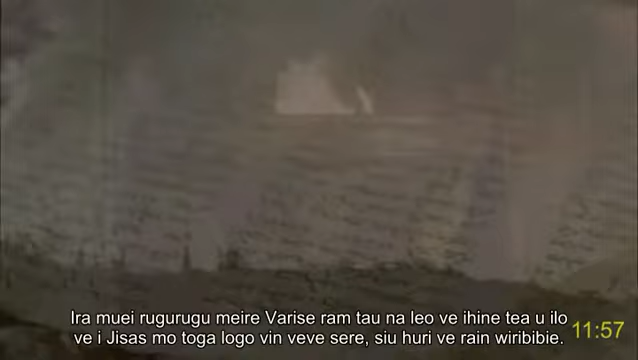 Ira muei rugurugu meire Varise ram tau na leo ve ihine tea u ilo
ve i Jisas mo toga logo vin veve sere, siu huri ve rain wiribibie.
11:57